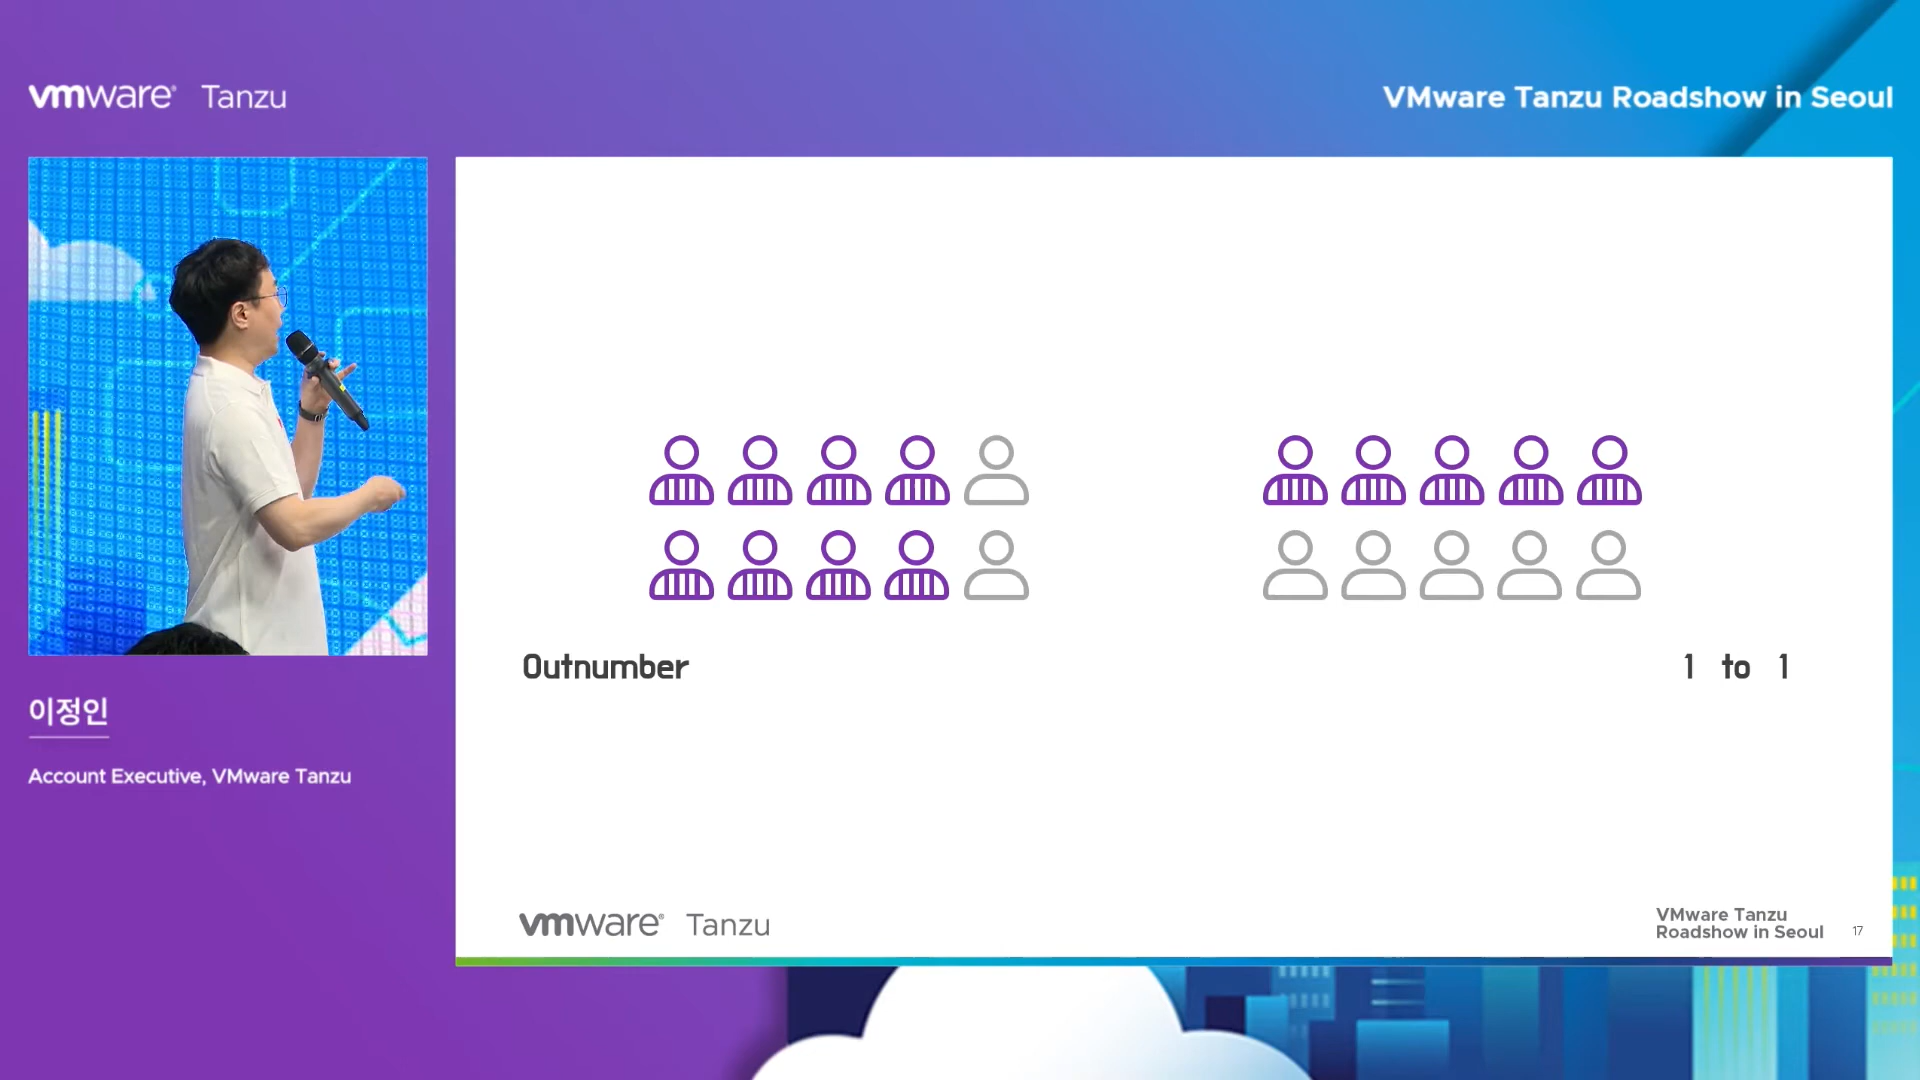 vmware® Tanzu
VMware Tanzu Roadshow in Seoul
이정인
Account Executive, VMware Tanzu
Outnumber
1 to 1
vmware® Tanzu
VMware Tanzu
Roadshow in Seoul
17